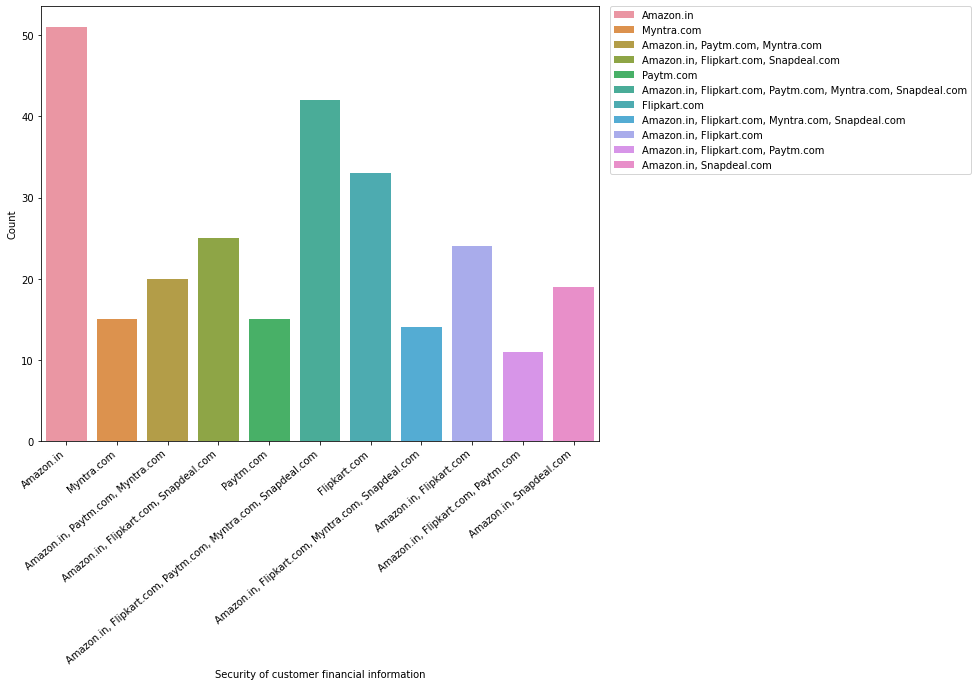 50
40
30
20
10
0
Count
Amazon.in
Myntra.com
Amazon.in, Paytm.com, Myntra.com
Amazon.in, Flipkart.com, Snapdeal.com
Paytm.com
Amazon.in, Flipkart.com, Paytm.com, Myntra.com, Snapdeal.com
Flipkart.com
Amazon.in, Flipkart.com, Myntra.com, Snapdeal.com
Amazon.in, Flipkart.com
Amazon.in, Flipkart.com, Paytm.com
Amazon.in, Snapdeal.com
Security of customer financial information
Amazon.in
Myntra.com
Amazon.in, Paytm.com, Myntra.com
Amazon.in, Flipkart.com, Snapdeal.com
Paytm.com
Amazon.in, Flipkart.com, Paytm.com, Myntra.com, Snapdeal.com
Flipkart.com
Amazon.in, Flipkart.com, Myntra.com, Snapdeal.com
Amazon.in, Flipkart.com
Amazon.in, Flipkart.com, Paytm.com
Amazon.in, Snapdeal.com